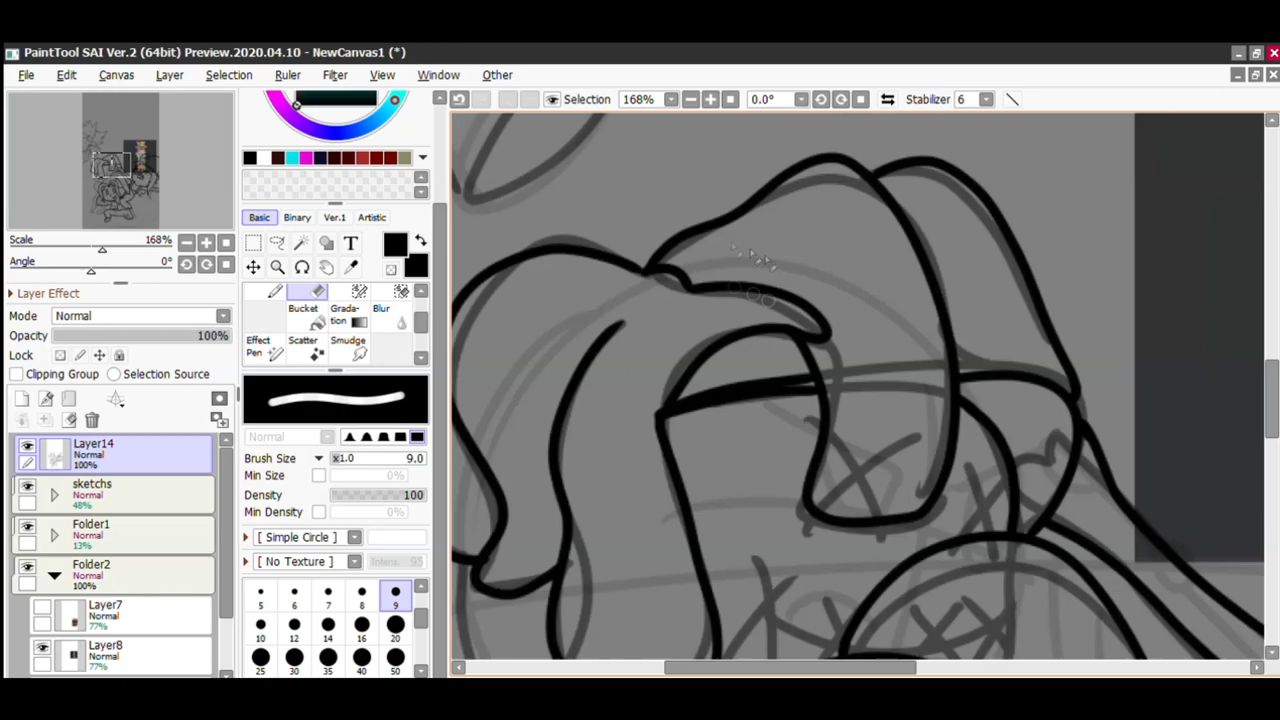 PaintTool SAI Ver.2 (64bit) Preview.2020.04.10 - NewCanvas1 (*)
File Edit Canvas Layer Selection Ruler Filter View Window Other
Selection 168% 0.0° Stabilizer 6
Scale 168%
Angle 0°
Layer Effect
Mode Normal
Opacity 100%
Lock
Clipping Group Selection Source
Layer14
Normal
100%
sketchs
Normal
48%
Folder1
Normal
13%
Folder2
Normal
100%
Layer7
Normal
77%
Layer8
Normal
77%
Basic Binary Ver.1 Artistic
T
Bucket Grada- Blur
tion
Effect Scatter Smudge
Pen
Normal
Brush Size x1.0 9.0
Min Size 0%
Density 100
Min Density 0%
[ Simple Circle ]
[ No Texture ] Intens. 95
5 6 7 8 9
10 12 14 16 20
25 30 35 40 50